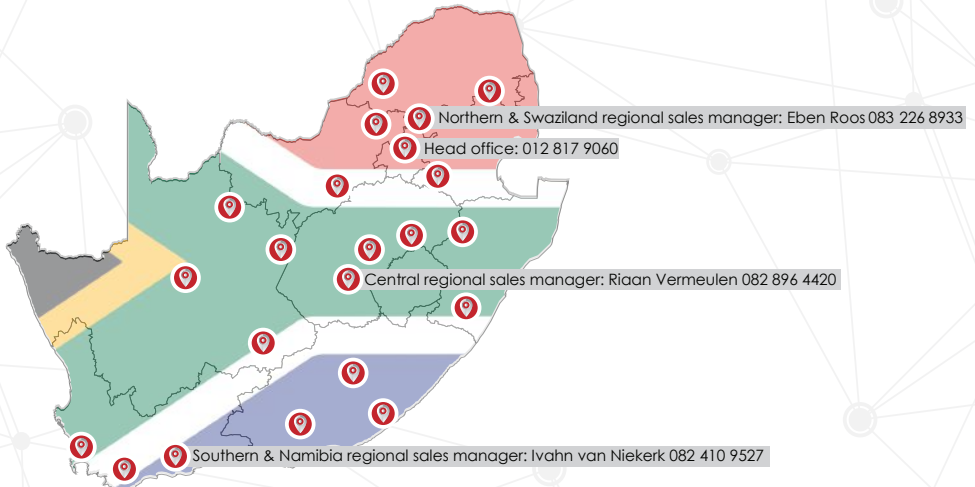 Northern & Swaziland regional sales manager: Eben Roos 083 226 8933
Head office: 012 817 9060
Central regional sales manager: Riaan Vermeulen 082 896 4420
Southern & Namibia regional sales manager: Ivahn van Niekerk 082 410 9527